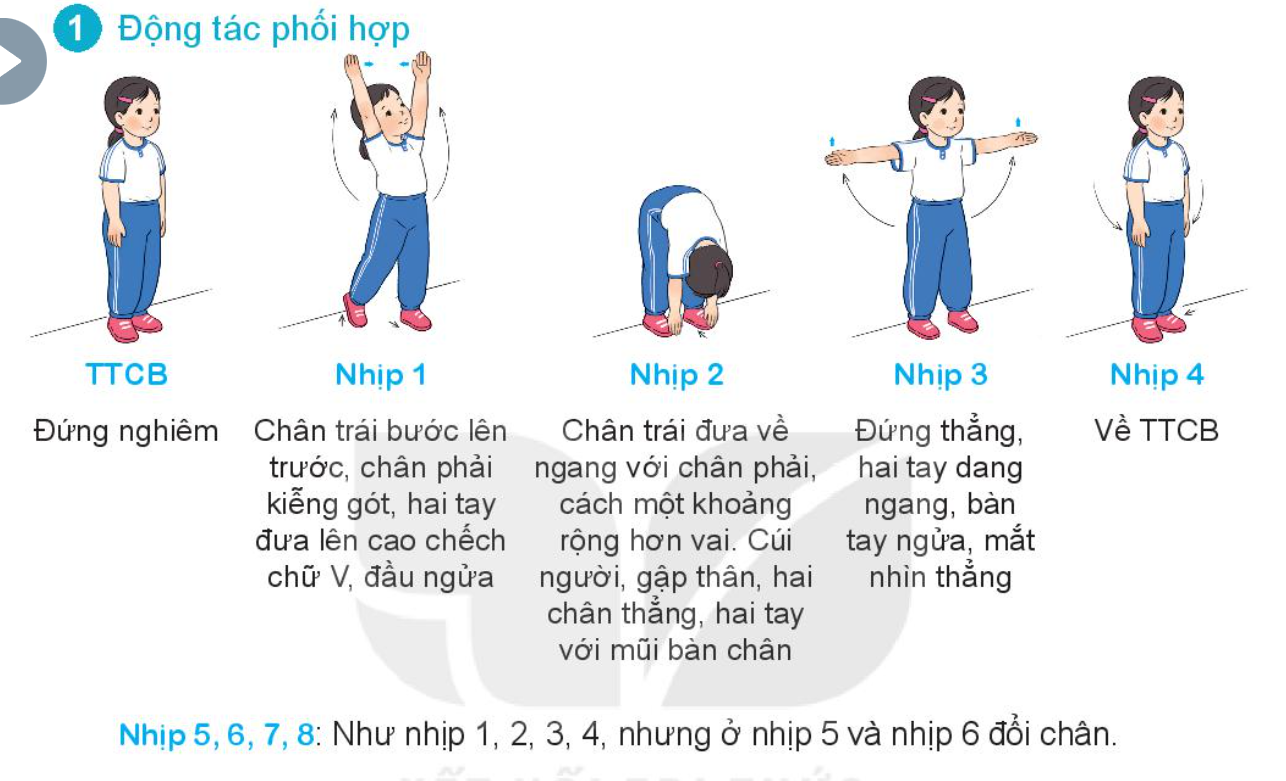 1 Động tác phối hợp
TTCB
Đứng nghiêm
Nhịp 1
Chân trái bước lên
trước, chân phải
kiễng gót, hai tay
đưa lên cao chếch
chữ V, đầu ngửa
Nhịp 2
Chân trái đưa về
ngang với chân phải,
cách một khoảng
rộng hơn vai. Cúi
người, gập thân, hai
chân thẳng, hai tay
với mũi bàn chân
Nhịp 3
Đứng thẳng,
hai tay dang
ngang, bàn
tay ngửa, mắt
nhìn thẳng
Nhịp 4
Về TTCB
Nhịp 5, 6, 7, 8: Như nhịp 1, 2, 3, 4, nhưng ở nhịp 5 và nhịp 6 đổi chân.